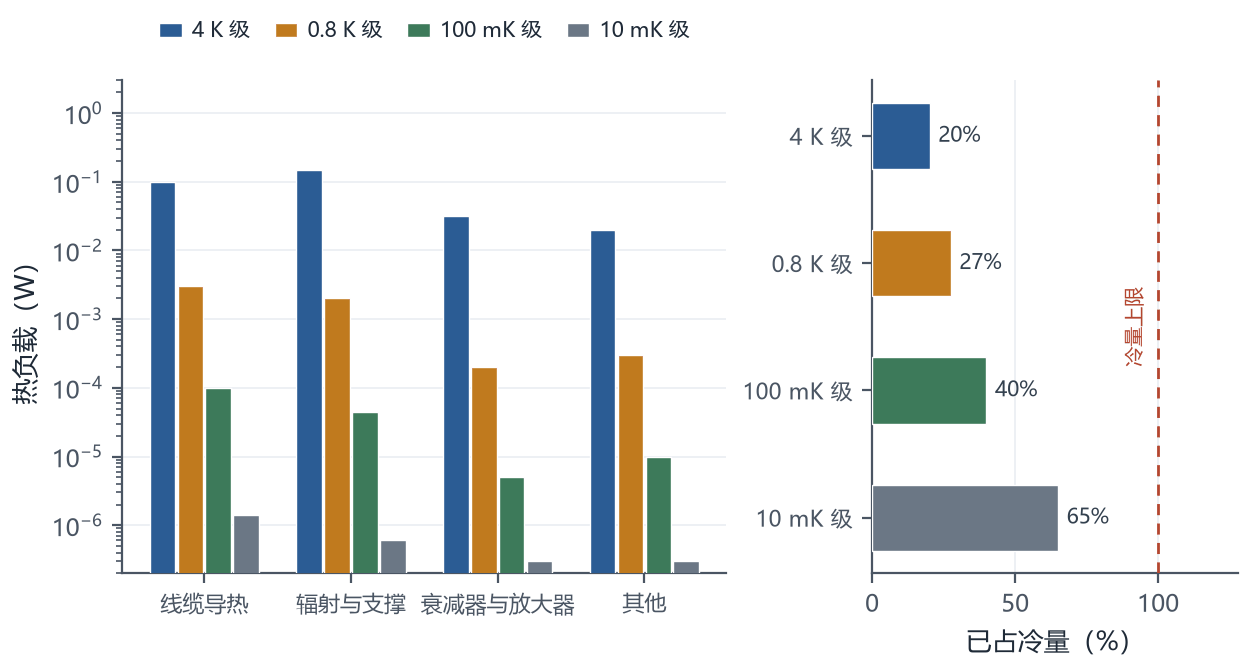 4 K 级 0.8 K 级 100 mK 级 10 mK 级
热负载（W）
10⁰
10⁻¹
10⁻²
10⁻³
10⁻⁴
10⁻⁵
10⁻⁶
线缆导热 辐射与支撑 衰减器与放大器 其他
4 K 级 20%
0.8 K 级 27%
100 mK 级 40%
10 mK 级 65%
冷量上限
0 50 100
已占冷量（%）